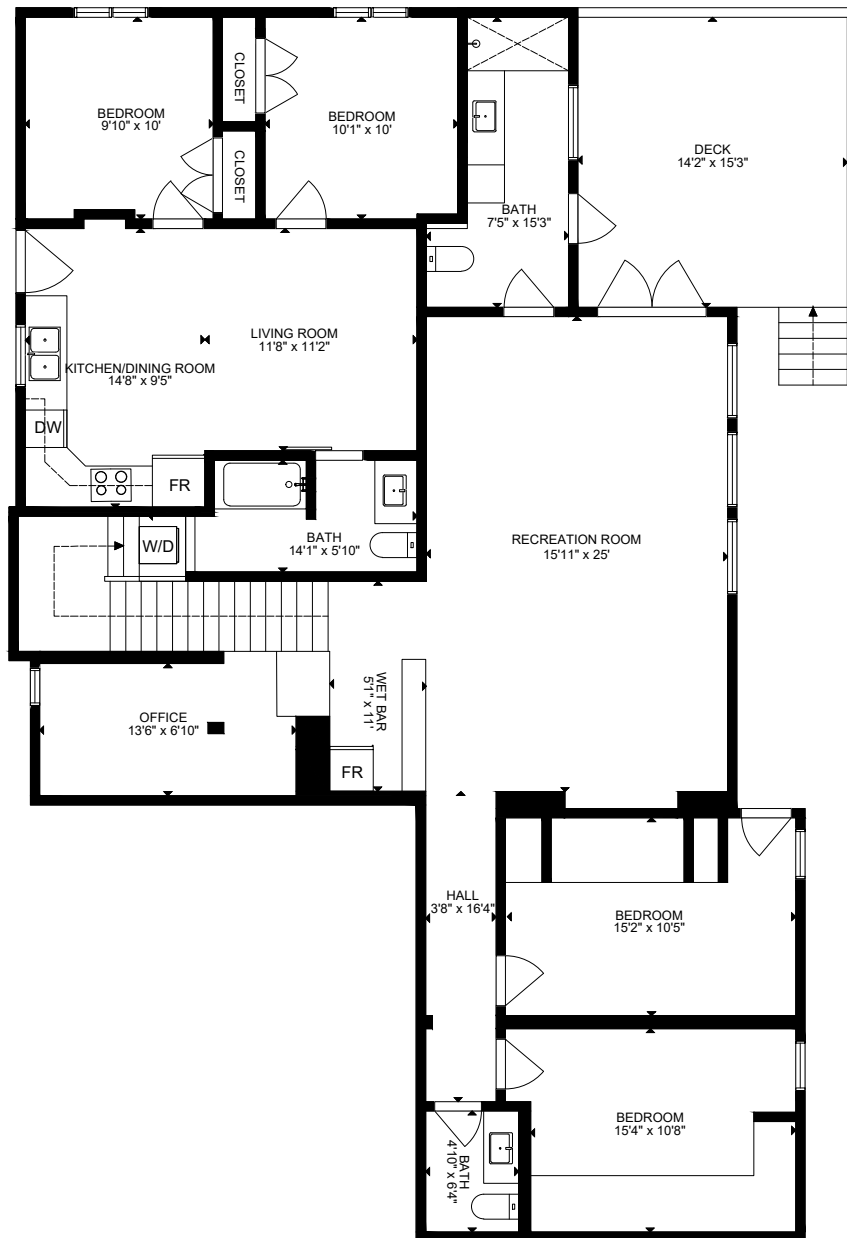 BEDROOM
9'10" x 10'
CLOSET
BEDROOM
10'1" x 10'
CLOSET
DECK
14'2" x 15'3"
BATH
7'5" x 15'3"
LIVING ROOM
11'8" x 11'2"
KITCHEN/DINING ROOM
14'8" x 9'5"
DW
FR
W/D
BATH
14'1" x 5'10"
RECREATION ROOM
15'11" x 25'
WET BAR
5'1" x 11'
OFFICE
13'6" x 6'10"
FR
HALL
3'8" x 16'4"
BEDROOM
15'2" x 10'5"
BEDROOM
15'4" x 10'8"
BATH
4'10" x 6'4"